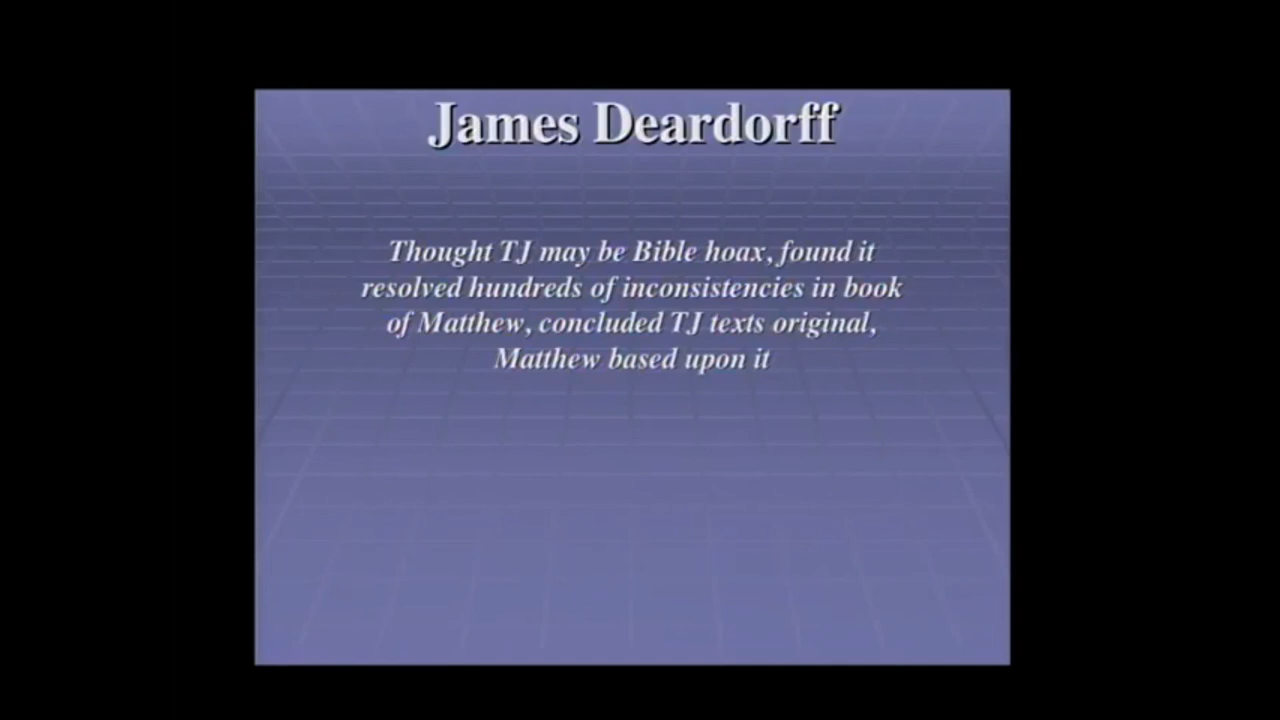 James Deardorff
Thought TJ may be Bible hoax, found it
resolved hundreds of inconsistencies in book
of Matthew, concluded TJ texts original,
Matthew based upon it